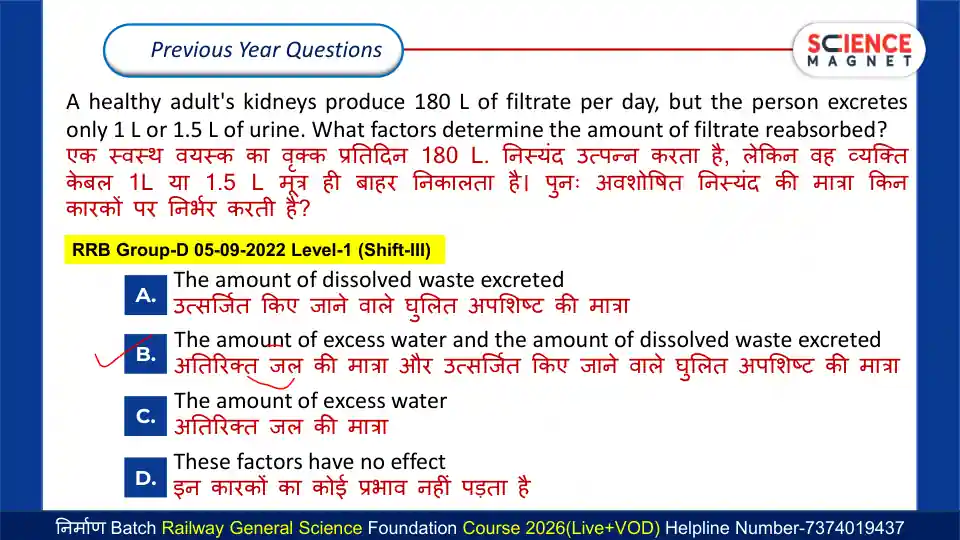 Previous Year Questions
SCIENCE
MAGNET
A healthy adult's kidneys produce 180 L of filtrate per day, but the person excretes
only 1 L or 1.5 L of urine. What factors determine the amount of filtrate reabsorbed?
एक स्वस्थ वयस्क का वृक्क प्रतिदिन 180 L. निस्यंद उत्पन्न करता है, लेकिन वह व्यक्ति
केबल 1L या 1.5 L मूत्र ही बाहर निकालता है। पुनः अवशोषित निस्यंद की मात्रा किन
कारकों पर निर्भर करती है?
RRB Group-D 05-09-2022 Level-1 (Shift-III)
A. The amount of dissolved waste excreted
उत्सर्जित किए जाने वाले घुलित अपशिष्ट की मात्रा
B. The amount of excess water and the amount of dissolved waste excreted
अतिरिक्त जल की मात्रा और उत्सर्जित किए जाने वाले घुलित अपशिष्ट की मात्रा
C. The amount of excess water
अतिरिक्त जल की मात्रा
D. These factors have no effect
इन कारकों का कोई प्रभाव नहीं पड़ता है
निर्माण Batch Railway General Science Foundation Course 2026(Live+VOD) Helpline Number-7374019437